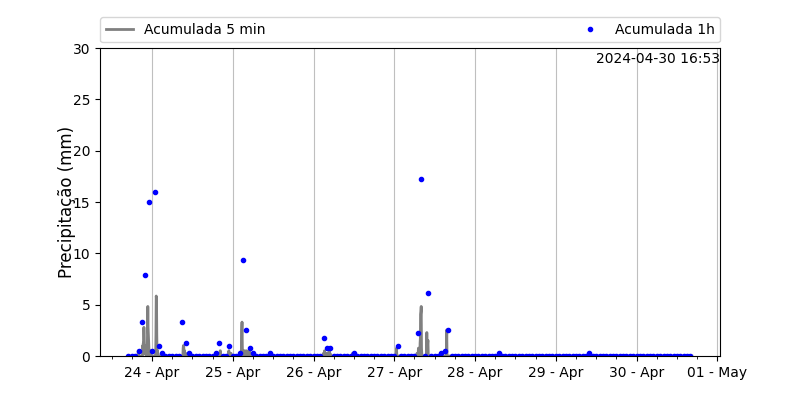 Acumulada 5 min
Acumulada 1h
2024-04-30 16:53
Precipitação (mm)
30
25
20
15
10
5
0
24 - Apr
25 - Apr
26 - Apr
27 - Apr
28 - Apr
29 - Apr
30 - Apr
01 - May